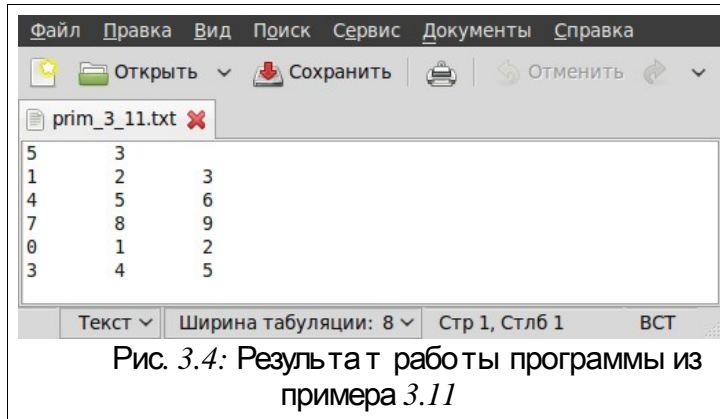 Файл Правка Вид Поиск Сервис Документы Справка
Открыть Сохранить Отменить
prim_3_11.txt
5 3
1 2 3
4 5 6
7 8 9
0 1 2
3 4 5
Текст Ширина табуляции: 8 Стр 1, Стлб 1 ВСТ
Рис. 3.4: Результат работы программы из
примера 3.11